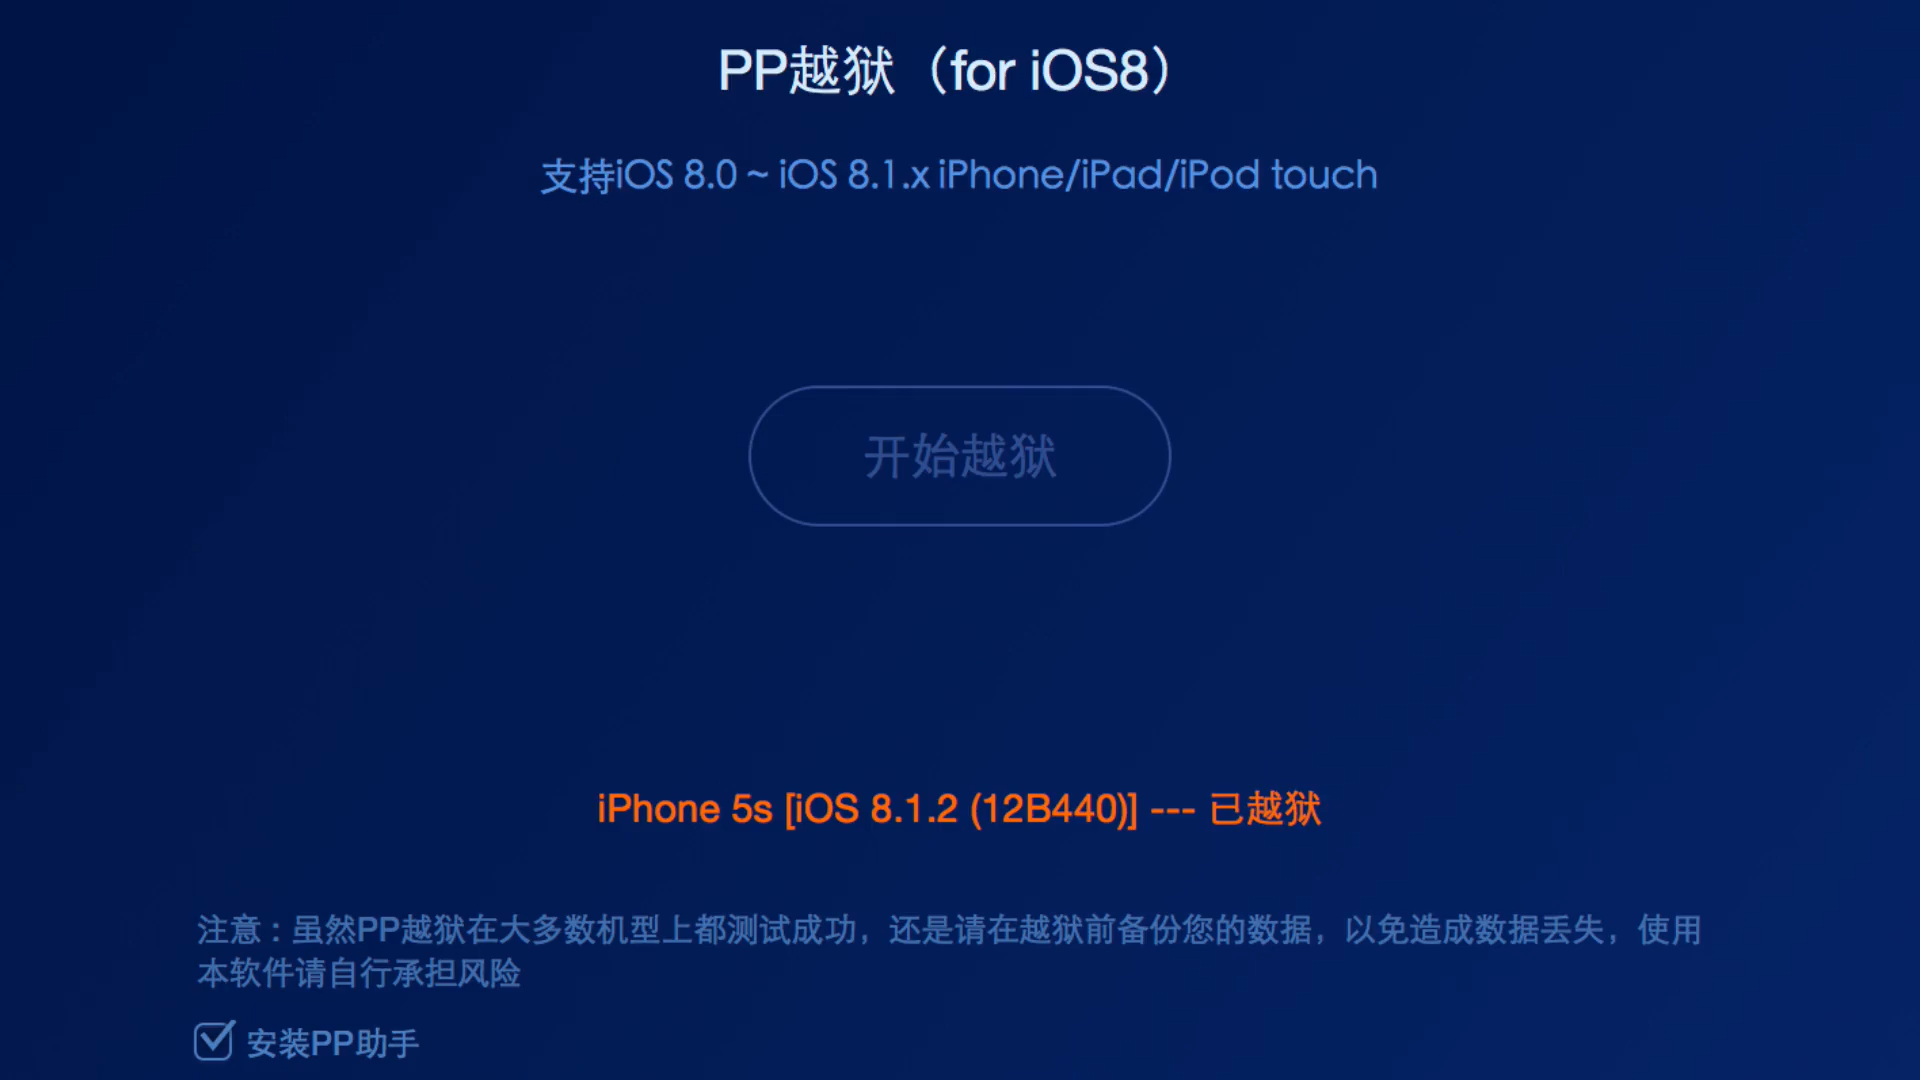 PP越狱（for iOS8）
支持iOS 8.0 ~ iOS 8.1.x iPhone/iPad/iPod touch
开始越狱
iPhone 5s [iOS 8.1.2 (12B440)] --- 已越狱
注意：虽然PP越狱在大多数机型上都测试成功，还是请在越狱前备份您的数据，以免造成数据丢失，使用
本软件请自行承担风险
安装PP助手